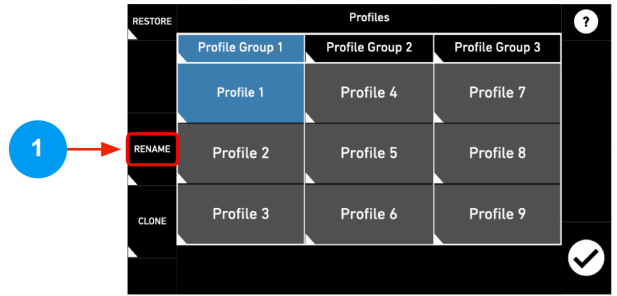 RESTORE
Profiles
?
Profile Group 1
Profile Group 2
Profile Group 3
Profile 1
Profile 4
Profile 7
1
RENAME
Profile 2
Profile 5
Profile 8
CLONE
Profile 3
Profile 6
Profile 9